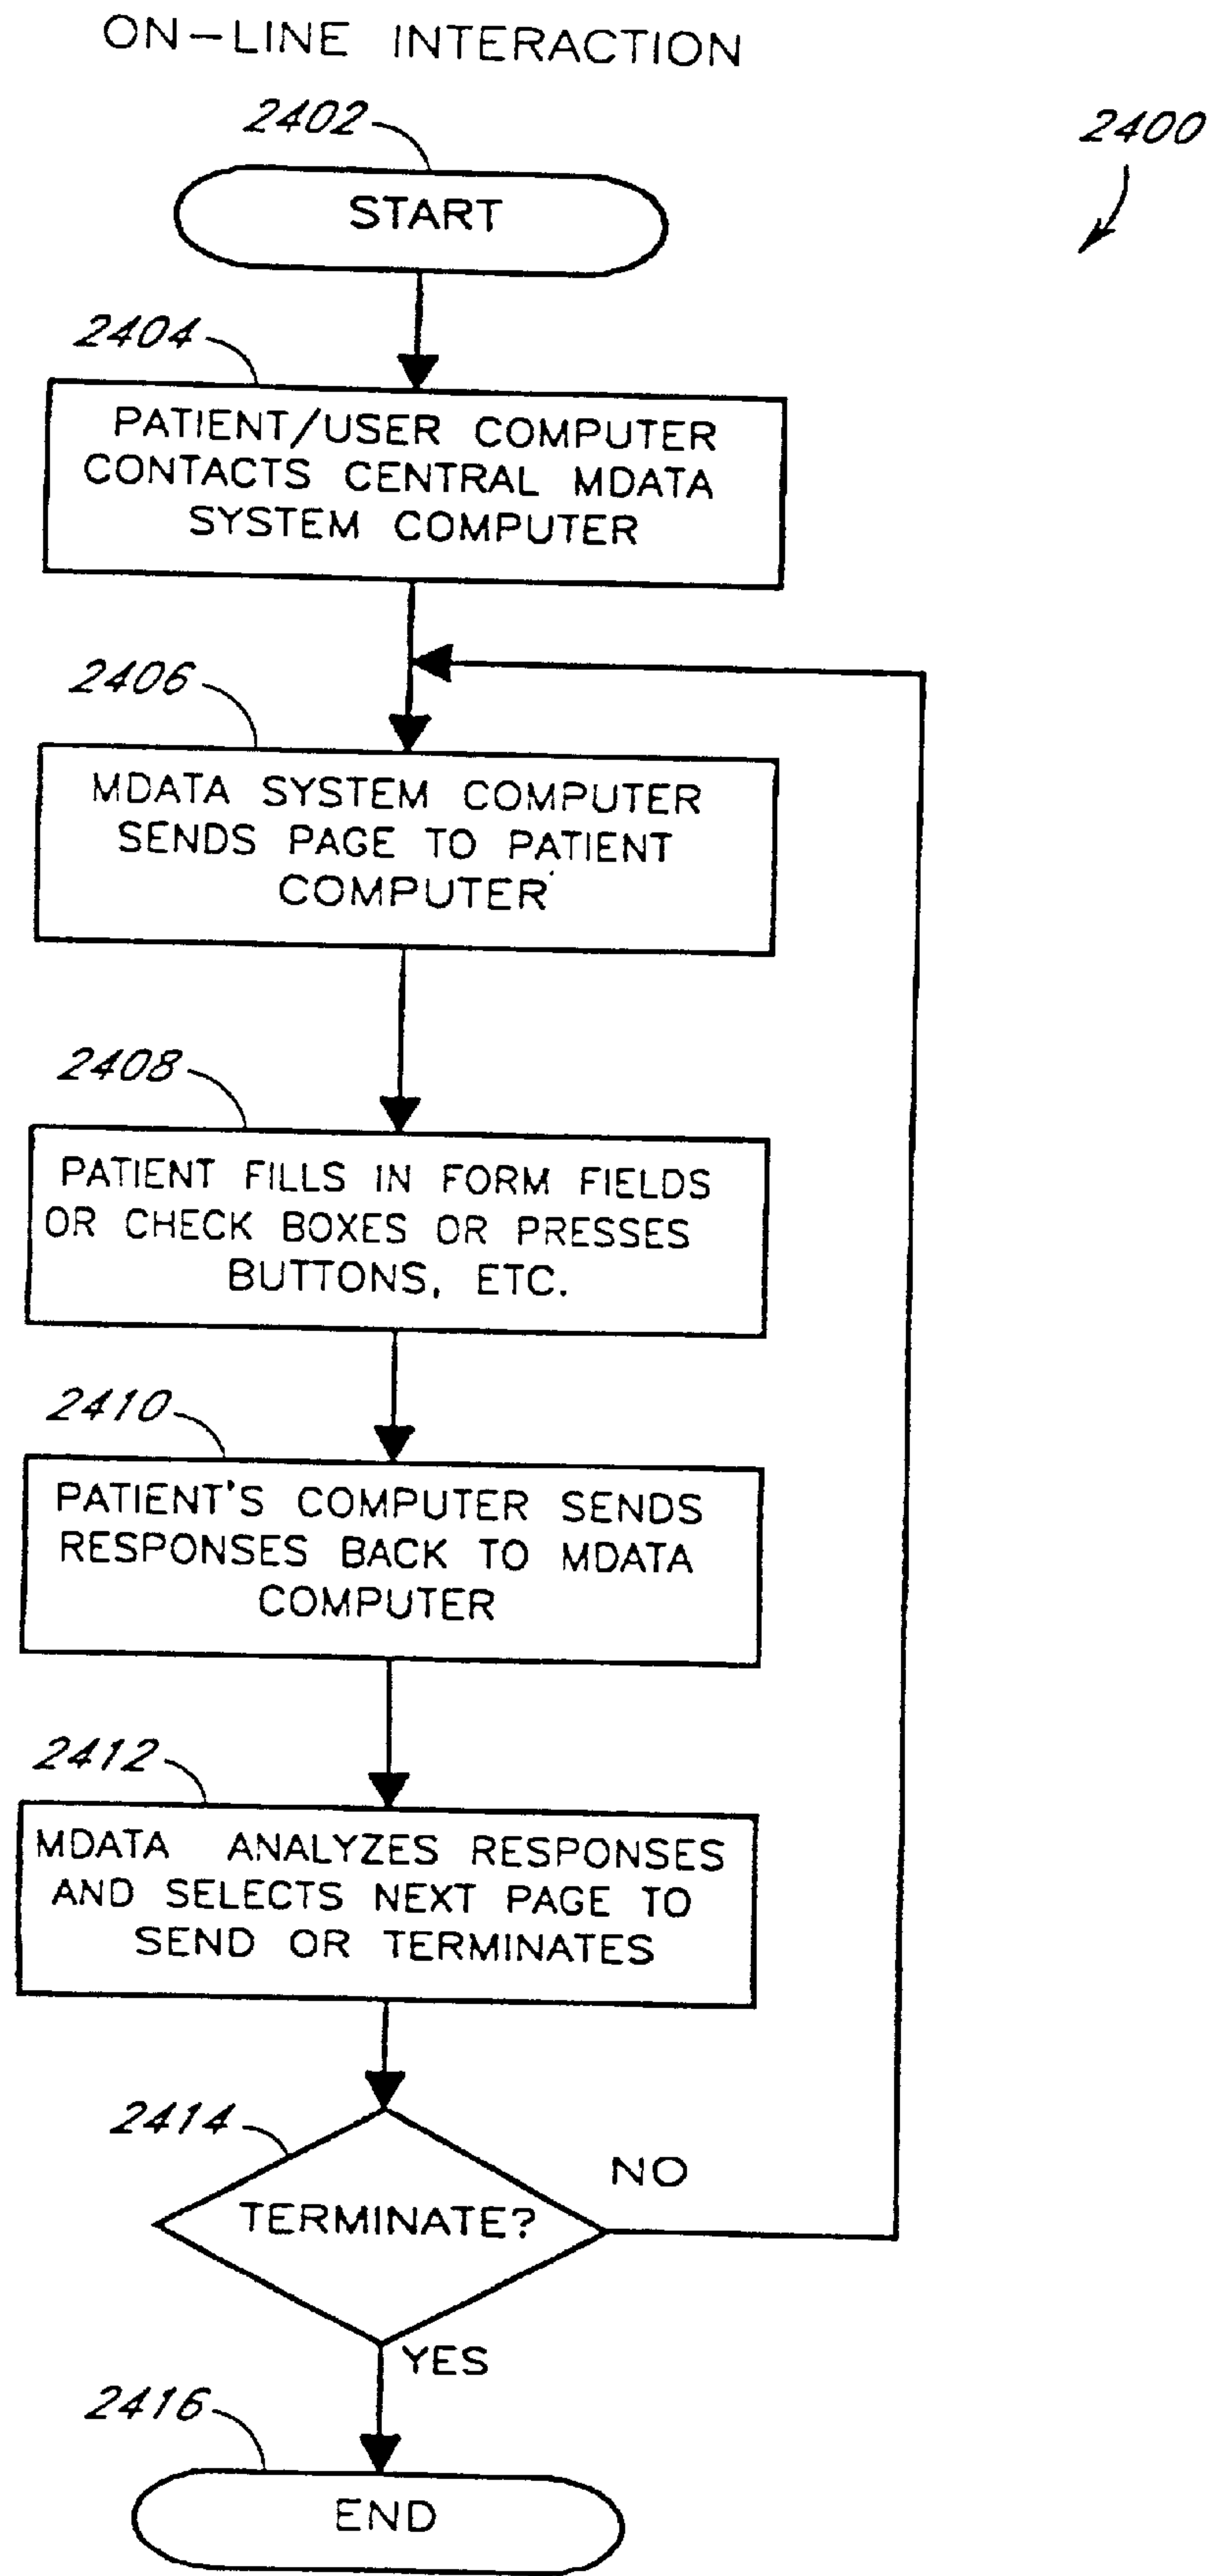 ON-LINE INTERACTION
2402
2400
START
2404
PATIENT/USER COMPUTER
CONTACTS CENTRAL MDATA
SYSTEM COMPUTER
2406
MDATA SYSTEM COMPUTER
SENDS PAGE TO PATIENT
COMPUTER
2408
PATIENT FILLS IN FORM FIELDS
OR CHECK BOXES OR PRESSES
BUTTONS, ETC.
2410
PATIENT'S COMPUTER SENDS
RESPONSES BACK TO MDATA
COMPUTER
2412
MDATA ANALYZES RESPONSES
AND SELECTS NEXT PAGE TO
SEND OR TERMINATES
2414
NO
TERMINATE?
YES
2416
END